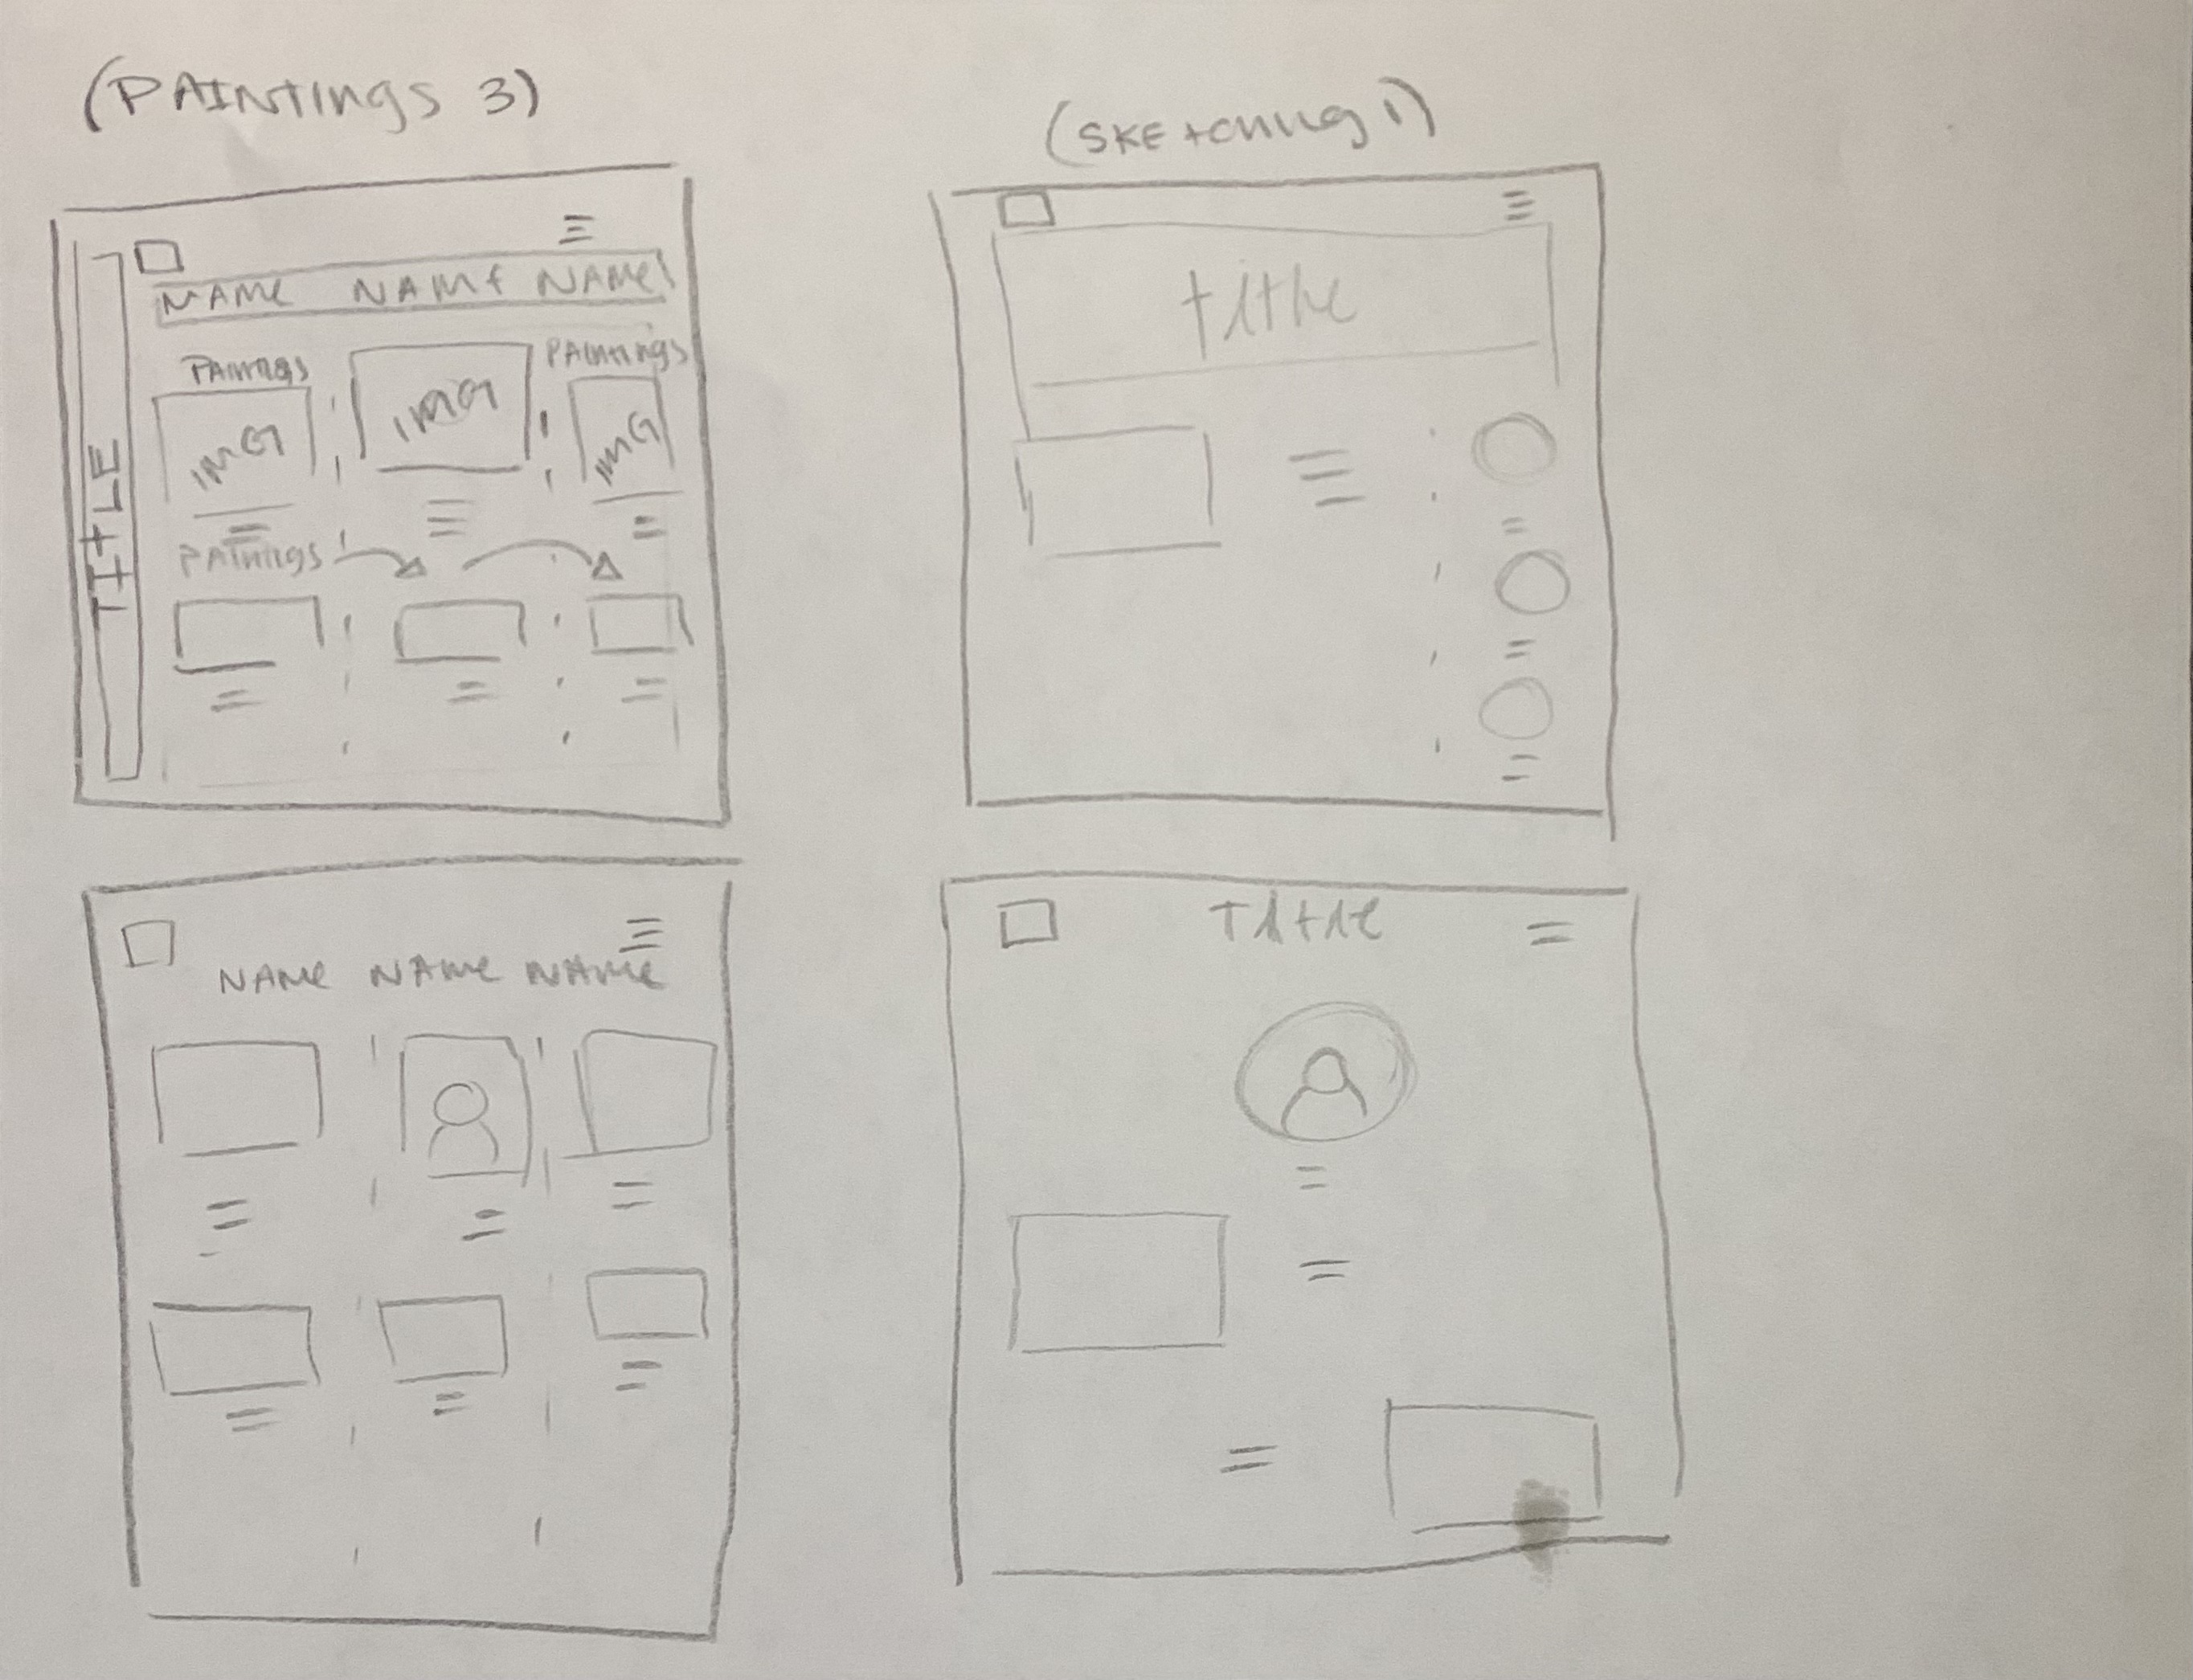 (PAINTINGS 3)
(SKETCHING 1)
TITLE
NAME NAME NAME
PAINTINGS
PAINTINGS
IMG
IMG
IMG
PAINTINGS
title
NAME NAME NAME
Title